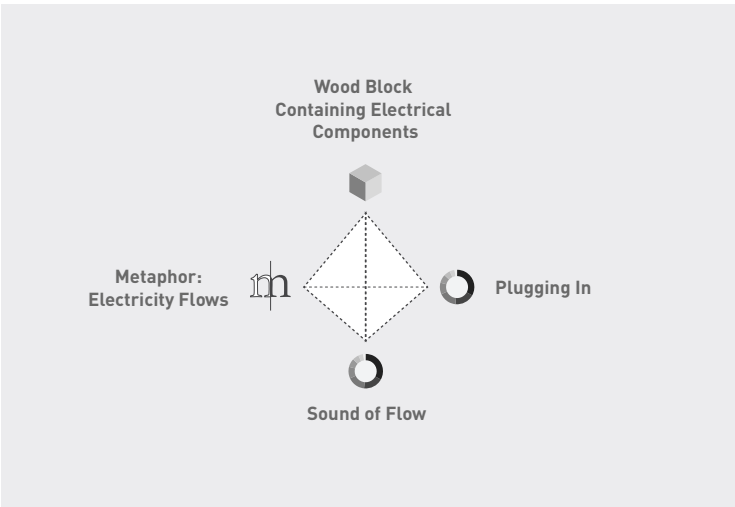 Wood Block
Containing Electrical
Components
Metaphor:
Electricity Flows
m
Plugging In
Sound of Flow